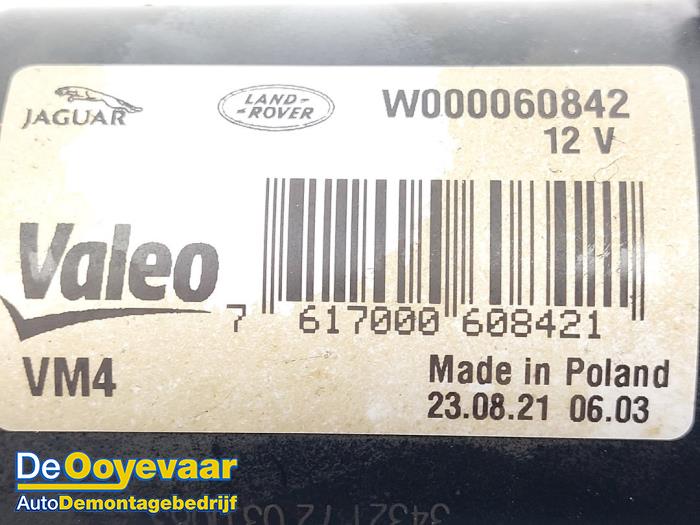 JAGUAR
LAND-
ROVER
W000060842
12 V
Valeo
7 617000 608421
VM4
Made in Poland
23.08.21 06.03
De Ooyevaar
AutoDemontagebedrijf